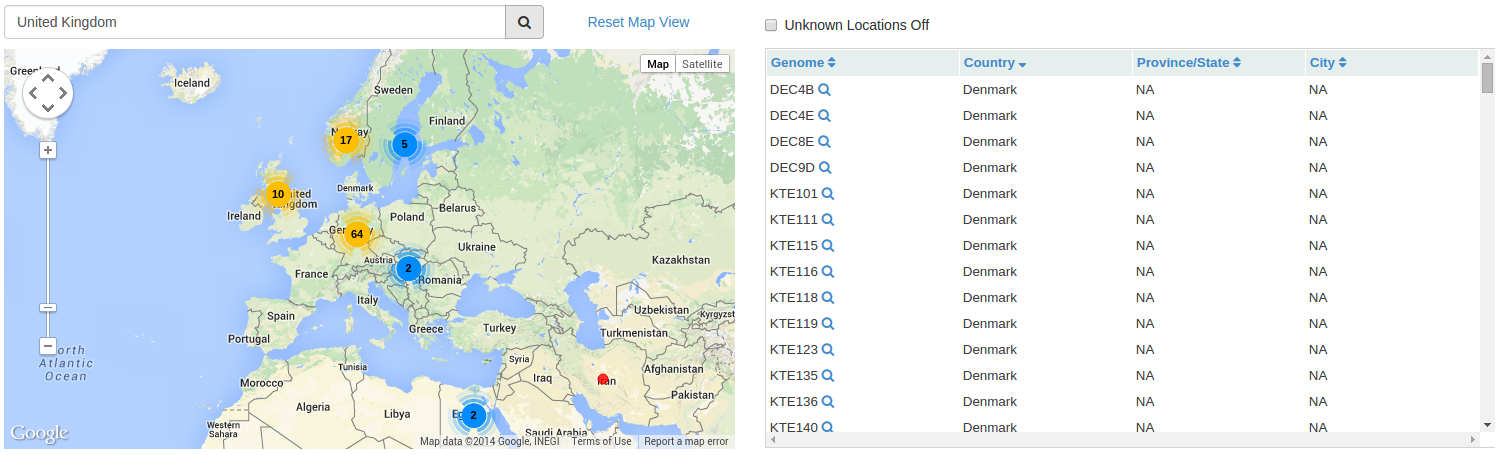 United Kingdom
Reset Map View
Unknown Locations Off
Map Satellite
Iceland
Sweden
Finland
17
5
10
Denmark
Kingdom
Ireland
Poland
Belarus
64
Ukraine
Austria
2
France
Romania
Kazakhstan
Italy
Spain
Uzbekistan
Kyrgyzst
Portugal
Greece
Turkey
Turkmenistan
North
Atlantic
Ocean
Tunisia
Syria
Morocco
Iraq
Iran
Afghanistan
Pakistan
Algeria
Libya
2
Western
Sahara
Saudi Arabia
Google
Map data ©2014 Google, INEGI Terms of Use Report a map error
Genome Country Province/State City
DEC4B Denmark NA NA
DEC4E Denmark NA NA
DEC8E Denmark NA NA
DEC9D Denmark NA NA
KTE101 Denmark NA NA
KTE111 Denmark NA NA
KTE115 Denmark NA NA
KTE116 Denmark NA NA
KTE118 Denmark NA NA
KTE119 Denmark NA NA
KTE123 Denmark NA NA
KTE135 Denmark NA NA
KTE136 Denmark NA NA
KTE140 Denmark NA NA